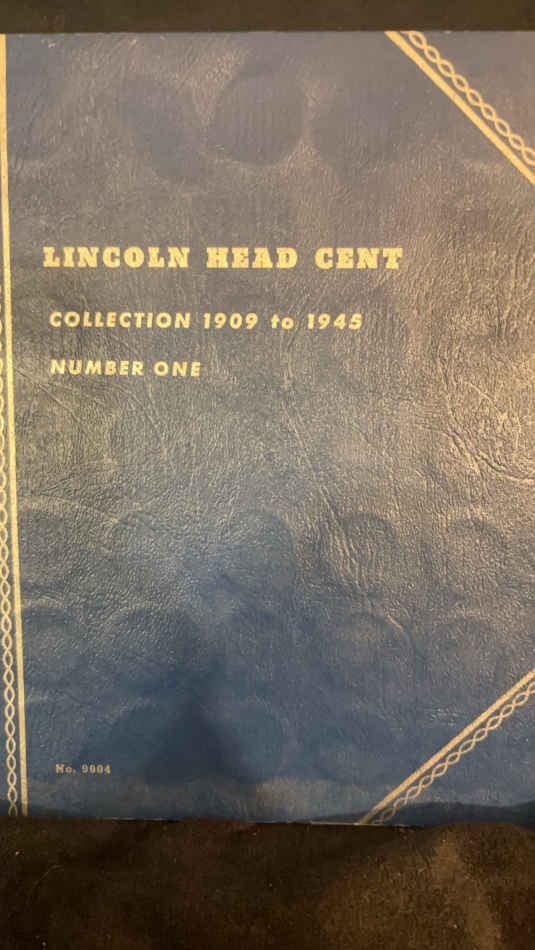 LINCOLN HEAD CENT
COLLECTION 1909 to 1945
NUMBER ONE
No. 9004